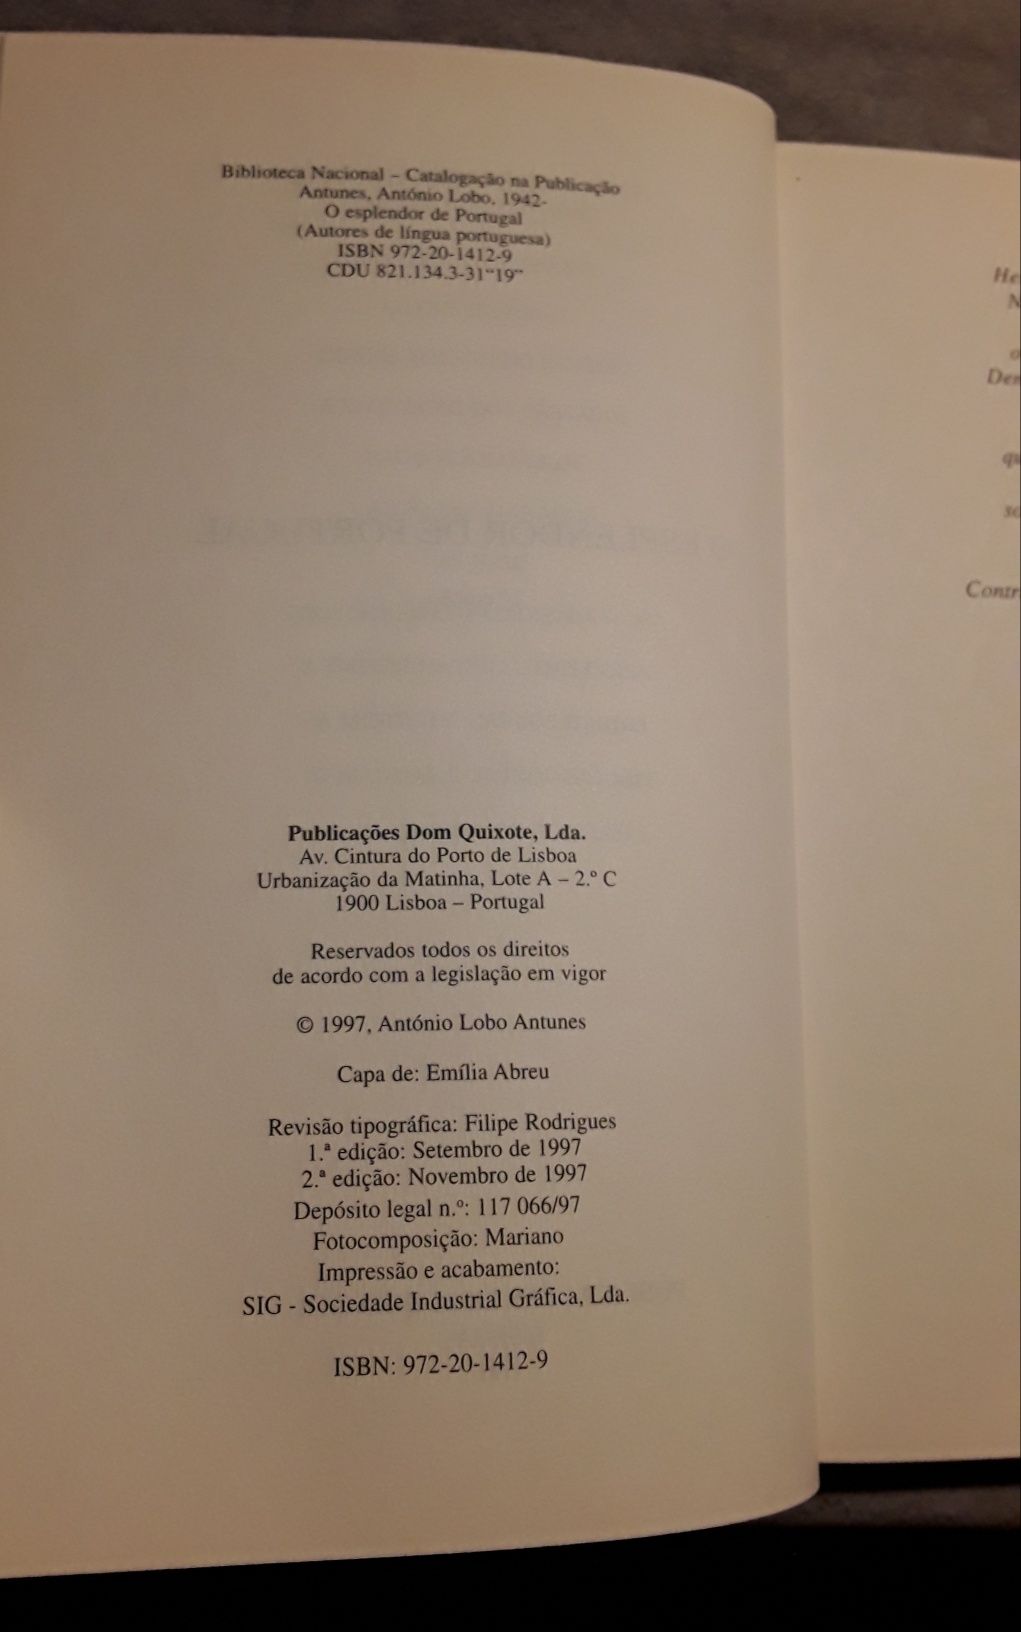 Biblioteca Nacional – Catalogação na Publicação
Antunes, António Lobo, 1942-
O esplendor de Portugal
(Autores de língua portuguesa)
ISBN 972-20-1412-9
CDU 821.134.3-31“19”
Publicações Dom Quixote, Lda.
Av. Cintura do Porto de Lisboa
Urbanização da Matinha, Lote A – 2.º C
1900 Lisboa – Portugal
Reservados todos os direitos
de acordo com a legislação em vigor
© 1997, António Lobo Antunes
Capa de: Emília Abreu
Revisão tipográfica: Filipe Rodrigues
1.ª edição: Setembro de 1997
2.ª edição: Novembro de 1997
Depósito legal n.º: 117 066/97
Fotocomposição: Mariano
Impressão e acabamento:
SIG - Sociedade Industrial Gráfica, Lda.
ISBN: 972-20-1412-9